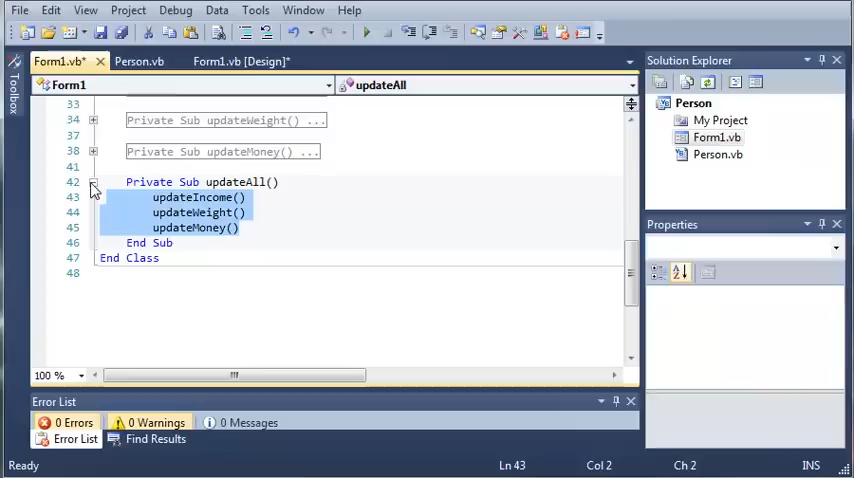 File Edit View Project Debug Data Tools Window Help
Form1.vb* Person.vb Form1.vb [Design]*
Toolbox
Form1 updateAll
33
34 Private Sub updateWeight() ...
37
38 Private Sub updateMoney() ...
41
42 Private Sub updateAll()
43 updateIncome()
44 updateWeight()
45 updateMoney()
46 End Sub
47 End Class
48
100 %
Solution Explorer
Person
My Project
Form1.vb
Person.vb
Properties
Error List
0 Errors 0 Warnings 0 Messages
Error List Find Results
Ready Ln 43 Col 2 Ch 2 INS